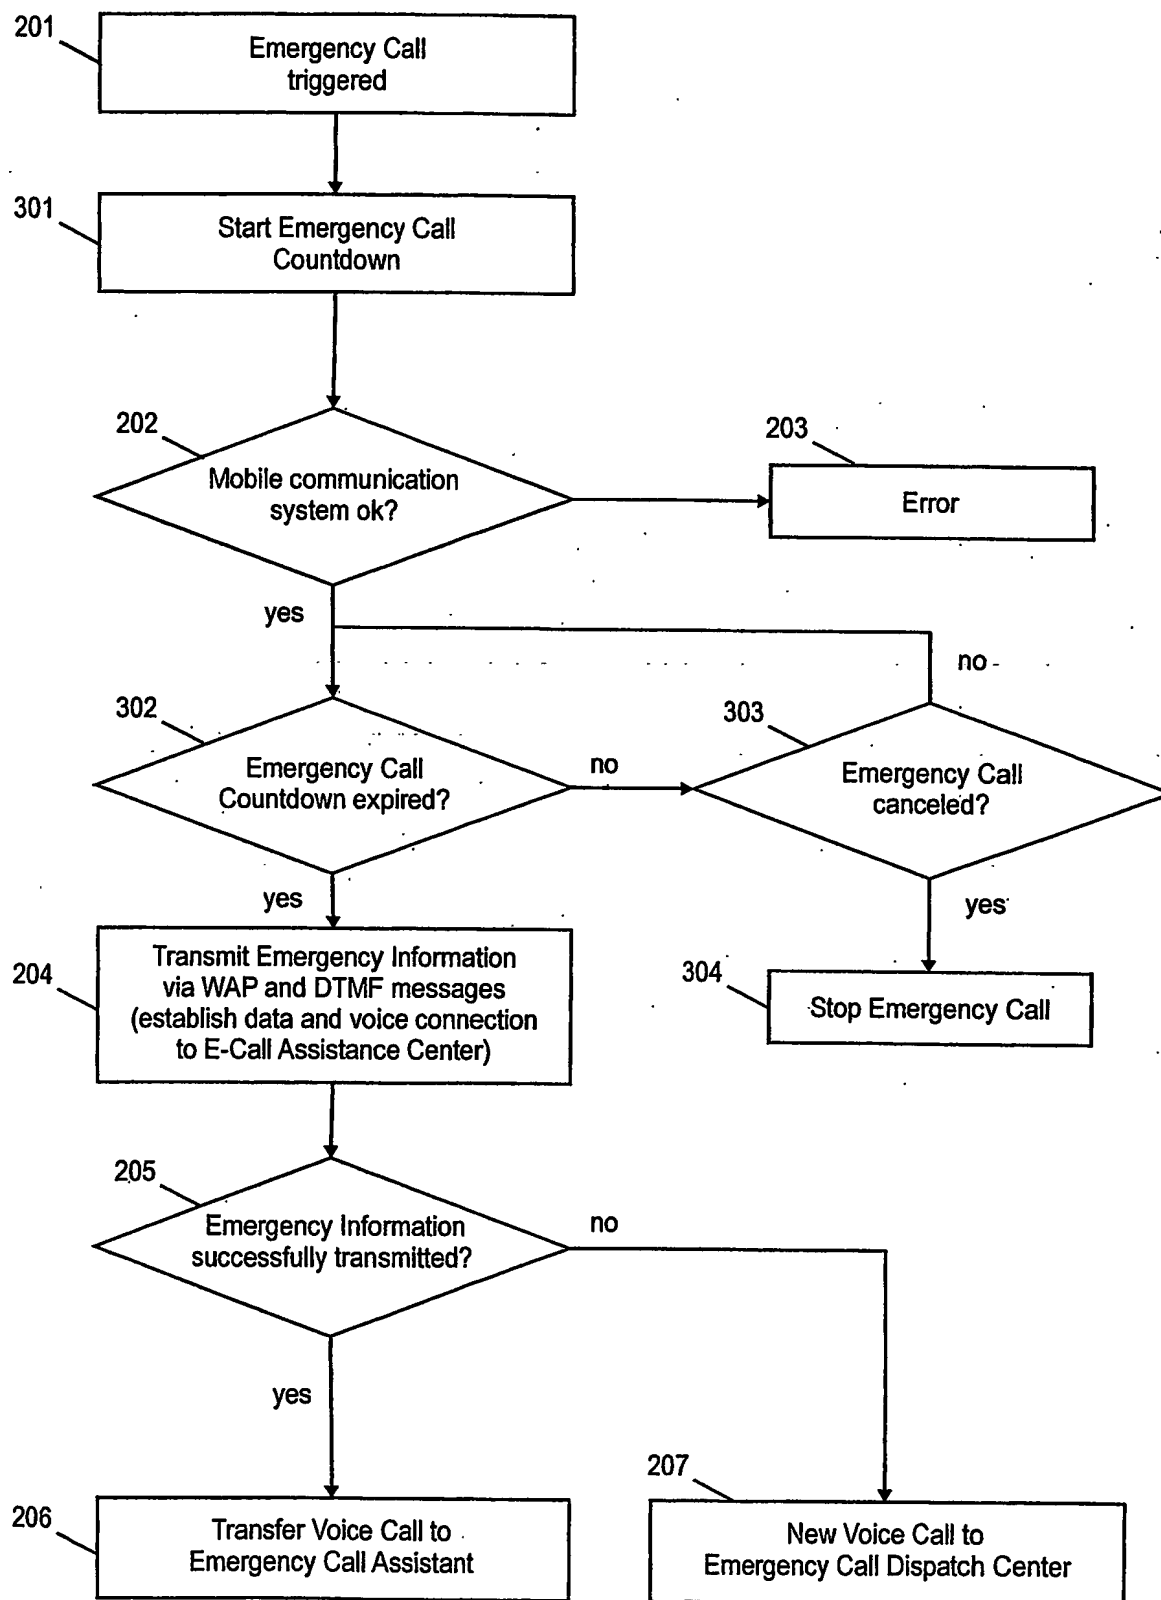 201
Emergency Call
triggered
301
Start Emergency Call
Countdown
202
Mobile communication
system ok?
203
Error
yes
no
302
Emergency Call
Countdown expired?
no
303
Emergency Call
canceled?
yes
yes
204
Transmit Emergency Information
via WAP and DTMF messages
(establish data and voice connection
to E-Call Assistance Center)
304
Stop Emergency Call
205
Emergency Information
successfully transmitted?
no
yes
207
206
Transfer Voice Call to
Emergency Call Assistant
New Voice Call to
Emergency Call Dispatch Center